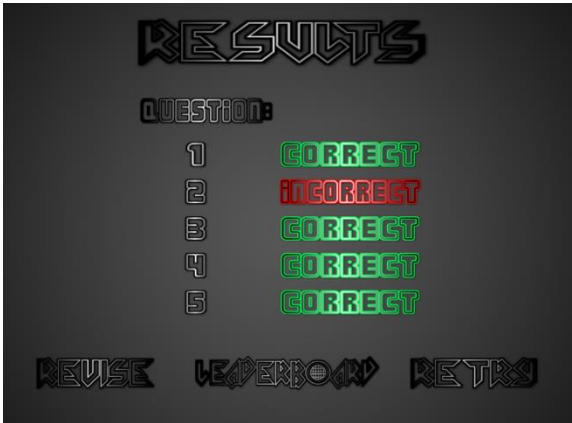 RESULTS
QUESTION:
1 CORRECT
2 INCORRECT
3 CORRECT
4 CORRECT
5 CORRECT
REVISE LEADERBOARD RETRY